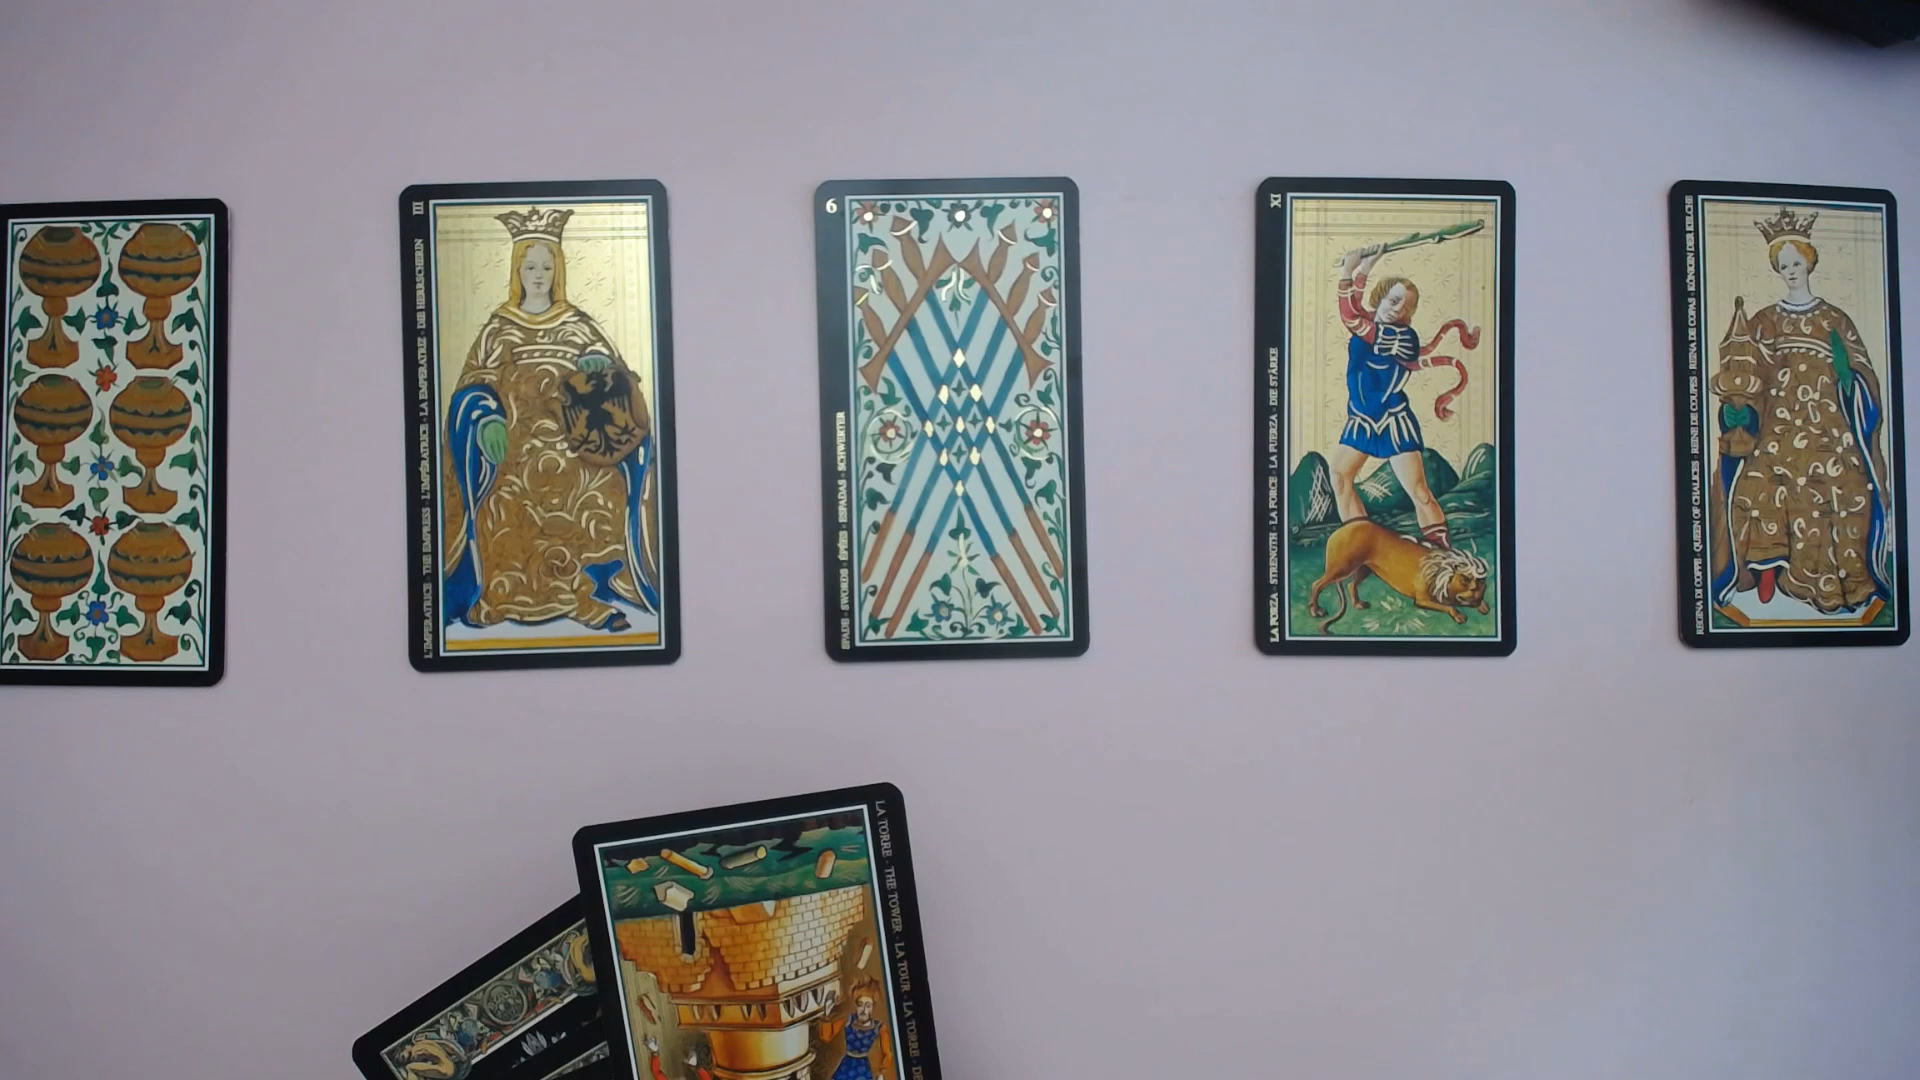 III
L'IMPERATRICE - THE EMPRESS - L'IMPÉRATRICE - LA EMPERATRIZ - DIE HERRSCHERIN
6
SPADE - SWORDS - ÉPÉES - ESPADAS - SCHWERTER
XI
LA FORZA - STRENGTH - LA FORCE - LA FUERZA - DIE STÄRKE
REGINA DI COPPE - QUEEN OF CHALICES - REINE DE COUPES - REINA DE COPAS - KÖNIGIN DER KELCHE
LA TORRE - THE TOWER - LA TOUR - LA TORRE - DE